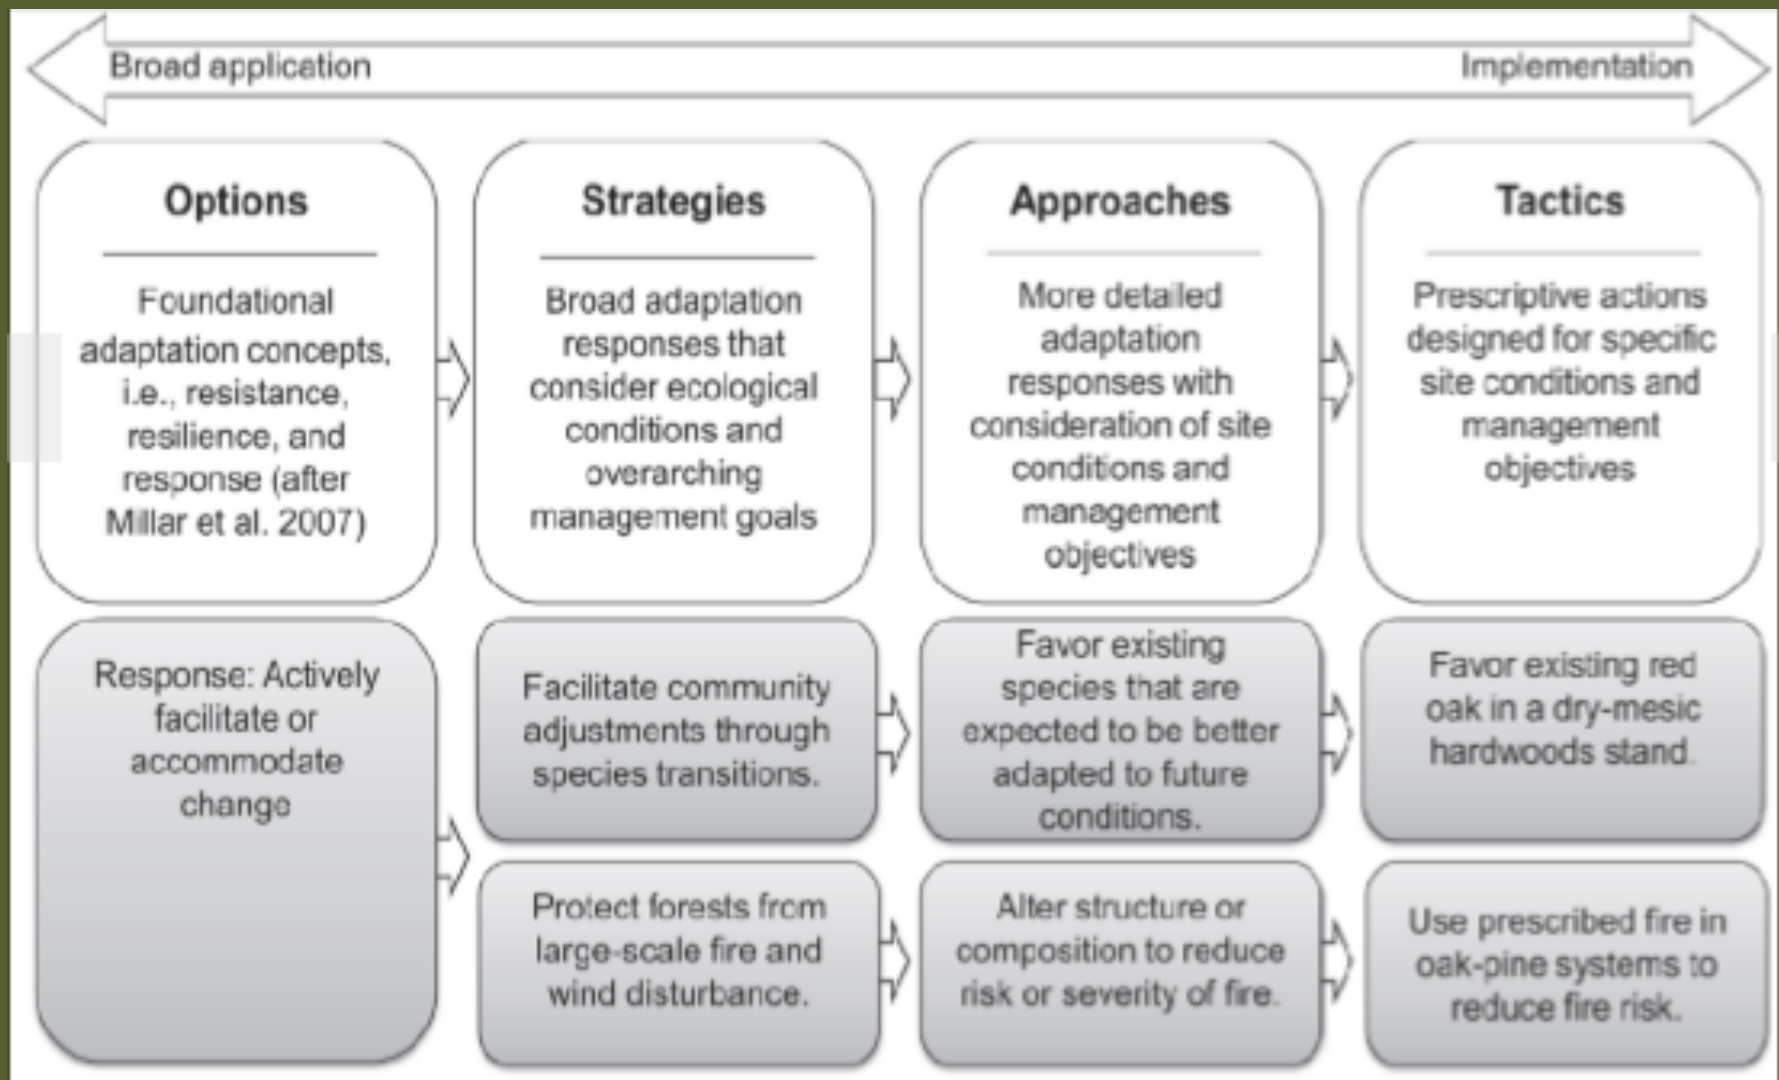 Broad application
Implementation
Options
Foundational
adaptation concepts,
i.e., resistance,
resilience, and
response (after
Millar et al. 2007)
Strategies
Broad adaptation
responses that
consider ecological
conditions and
overarching
management goals
Approaches
More detailed
adaptation
responses with
consideration of site
conditions and
management
objectives
Tactics
Prescriptive actions
designed for specific
site conditions and
management
objectives
Response: Actively
facilitate or
accommodate
change
Facilitate community
adjustments through
species transitions.
Favor existing
species that are
expected to be better
adapted to future
conditions.
Favor existing red
oak in a dry-mesic
hardwoods stand.
Protect forests from
large-scale fire and
wind disturbance.
Alter structure or
composition to reduce
risk or severity of fire.
Use prescribed fire in
oak-pine systems to
reduce fire risk.